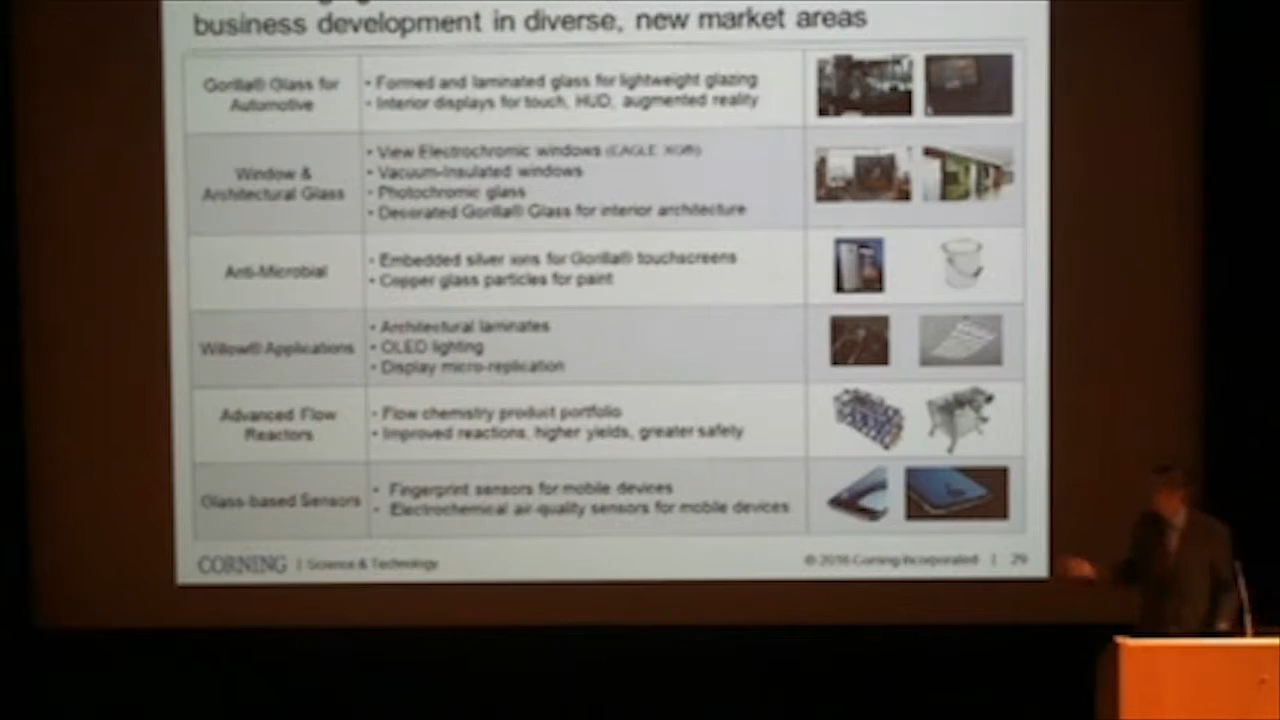 business development in diverse, new market areas
Gorilla® Glass for
Automotive
• Formed and laminated glass for lightweight glazing
• Interior displays for touch, HUD, augmented reality
Window &
Architectural Glass
• View Electrochromic windows (EAGLE XG®)
• Vacuum-Insulated windows
• Photochromic glass
• Decorated Gorilla® Glass for interior architecture
Anti-Microbial
• Embedded silver ions for Gorilla® touchscreens
• Copper glass particles for paint
Willow® Applications
• Architectural laminates
• OLED lighting
• Display micro-replication
Advanced Flow
Reactors
• Flow chemistry product portfolio
• Improved reactions, higher yields, greater safety
Glass-based Sensors
• Fingerprint sensors for mobile devices
• Electrochemical air-quality sensors for mobile devices
CORNING | Science & Technology
© 2016 Corning Incorporated | 29